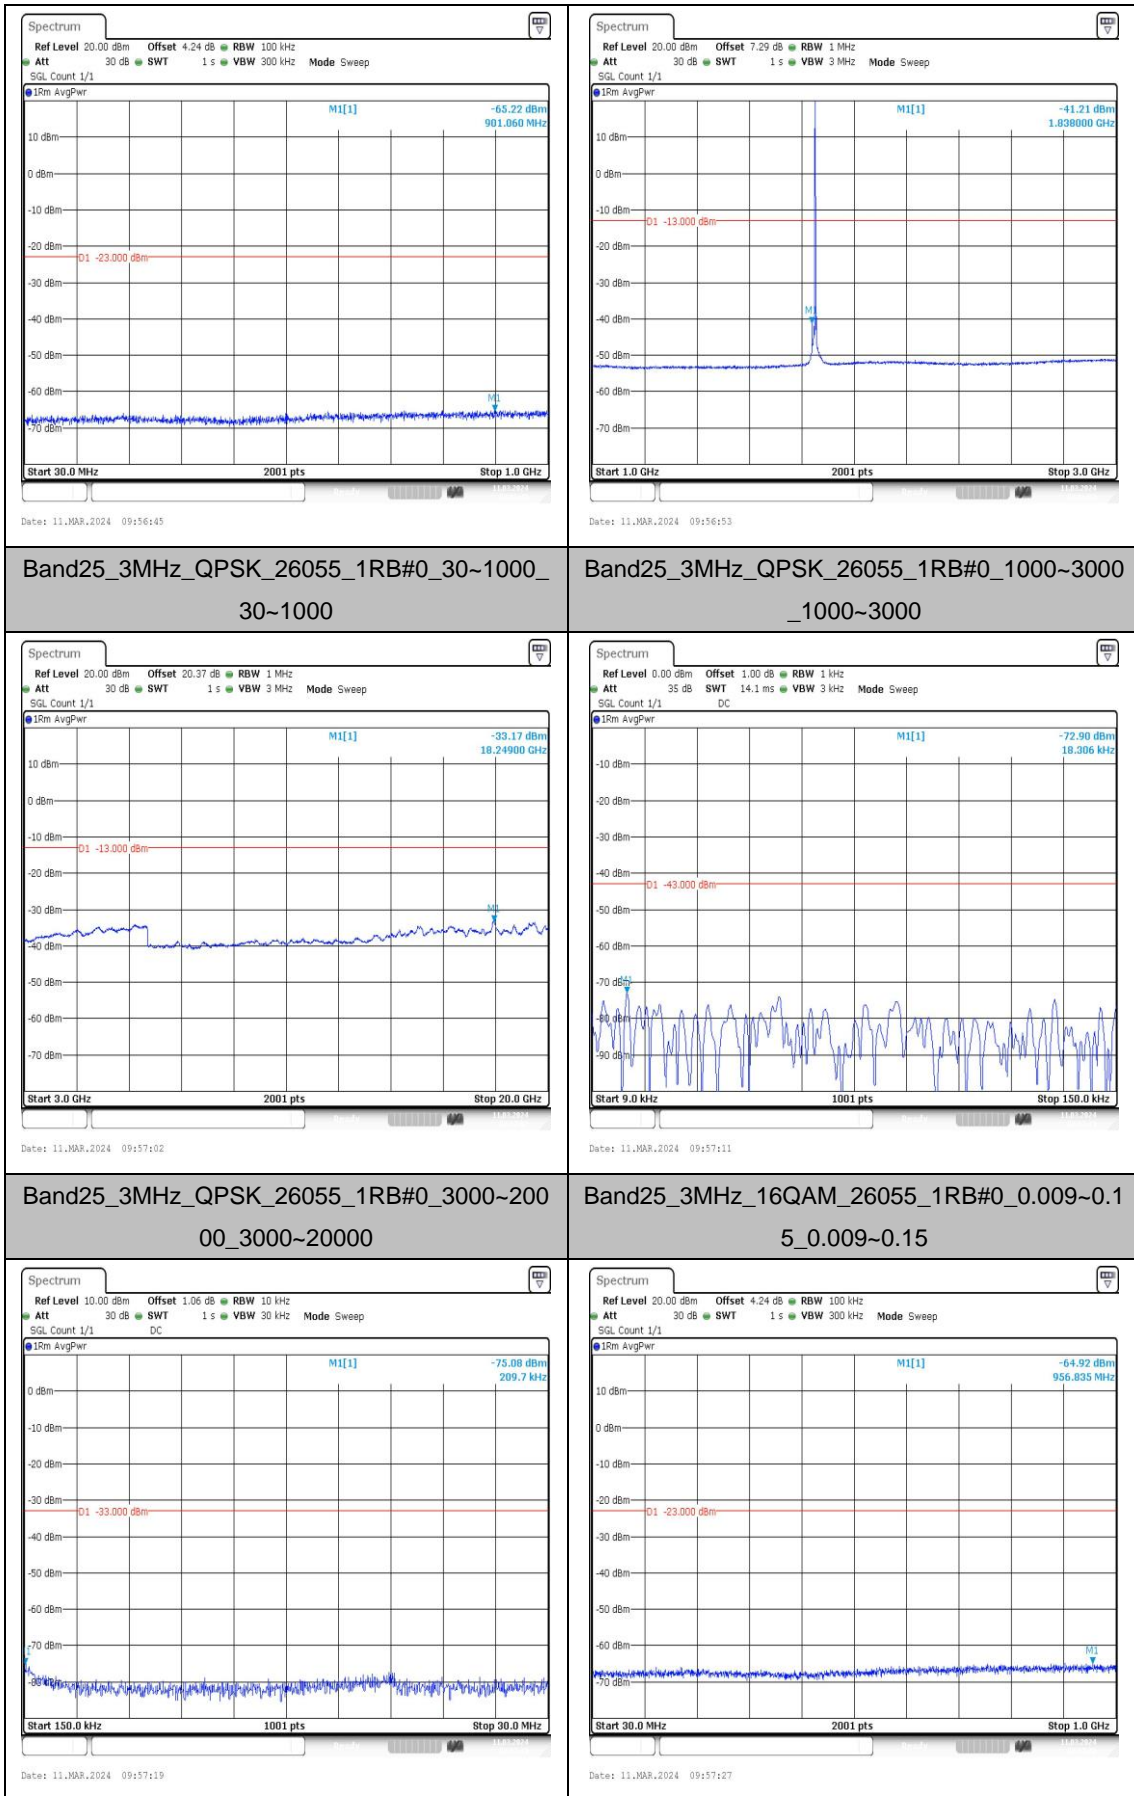 Spectrum
Ref Level 20.00 dBm Offset 4.24 dB RBW 100 kHz
Att 30 dB SWT 1 s VBW 300 kHz Mode Sweep
SGL Count 1/1
1Rm AvgPwr
M1[1] -65.22 dBm
901.060 MHz
10 dBm
0 dBm
-10 dBm
-20 dBm
D1 -23.000 dBm
-30 dBm
-40 dBm
-50 dBm
-60 dBm
M1
-70 dBm
Start 30.0 MHz 2001 pts Stop 1.0 GHz
Date: 11.MAR.2024 09:56:45
Spectrum
Ref Level 20.00 dBm Offset 7.29 dB RBW 1 MHz
Att 30 dB SWT 1 s VBW 3 MHz Mode Sweep
SGL Count 1/1
1Rm AvgPwr
M1[1] -41.21 dBm
1.838000 GHz
10 dBm
0 dBm
-10 dBm
D1 -13.000 dBm
-20 dBm
-30 dBm
-40 dBm
M1
-50 dBm
-60 dBm
-70 dBm
Start 1.0 GHz 2001 pts Stop 3.0 GHz
Date: 11.MAR.2024 09:56:53
Band25_3MHz_QPSK_26055_1RB#0_30~1000_
30~1000
Band25_3MHz_QPSK_26055_1RB#0_1000~3000
_1000~3000
Spectrum
Ref Level 20.00 dBm Offset 20.37 dB RBW 1 MHz
Att 30 dB SWT 1 s VBW 3 MHz Mode Sweep
SGL Count 1/1
1Rm AvgPwr
M1[1] -33.17 dBm
18.24900 GHz
10 dBm
0 dBm
-10 dBm
D1 -13.000 dBm
-20 dBm
-30 dBm
M1
-40 dBm
-50 dBm
-60 dBm
-70 dBm
Start 3.0 GHz 2001 pts Stop 20.0 GHz
Date: 11.MAR.2024 09:57:02
Spectrum
Ref Level 0.00 dBm Offset 1.00 dB RBW 1 kHz
Att 35 dB SWT 14.1 ms VBW 3 kHz Mode Sweep
SGL Count 1/1 DC
1Rm AvgPwr
M1[1] -72.90 dBm
18.306 kHz
-10 dBm
-20 dBm
-30 dBm
-40 dBm
D1 -43.000 dBm
-50 dBm
-60 dBm
-70 dBm
M1
-80 dBm
-90 dBm
Start 9.0 kHz 1001 pts Stop 150.0 kHz
Date: 11.MAR.2024 09:57:11
Band25_3MHz_QPSK_26055_1RB#0_3000~200
00_3000~20000
Band25_3MHz_16QAM_26055_1RB#0_0.009~0.1
5_0.009~0.15
Spectrum
Ref Level 10.00 dBm Offset 1.06 dB RBW 10 kHz
Att 30 dB SWT 1 s VBW 30 kHz Mode Sweep
SGL Count 1/1 DC
1Rm AvgPwr
M1[1] -75.08 dBm
209.7 kHz
0 dBm
-10 dBm
-20 dBm
-30 dBm
D1 -33.000 dBm
-40 dBm
-50 dBm
-60 dBm
-70 dBm
-80 dBm
Start 150.0 kHz 1001 pts Stop 30.0 MHz
Date: 11.MAR.2024 09:57:19
Spectrum
Ref Level 20.00 dBm Offset 4.24 dB RBW 100 kHz
Att 30 dB SWT 1 s VBW 300 kHz Mode Sweep
SGL Count 1/1
1Rm AvgPwr
M1[1] -64.92 dBm
956.835 MHz
10 dBm
0 dBm
-10 dBm
-20 dBm
D1 -23.000 dBm
-30 dBm
-40 dBm
-50 dBm
-60 dBm
M1
-70 dBm
Start 30.0 MHz 2001 pts Stop 1.0 GHz
Date: 11.MAR.2024 09:57:27